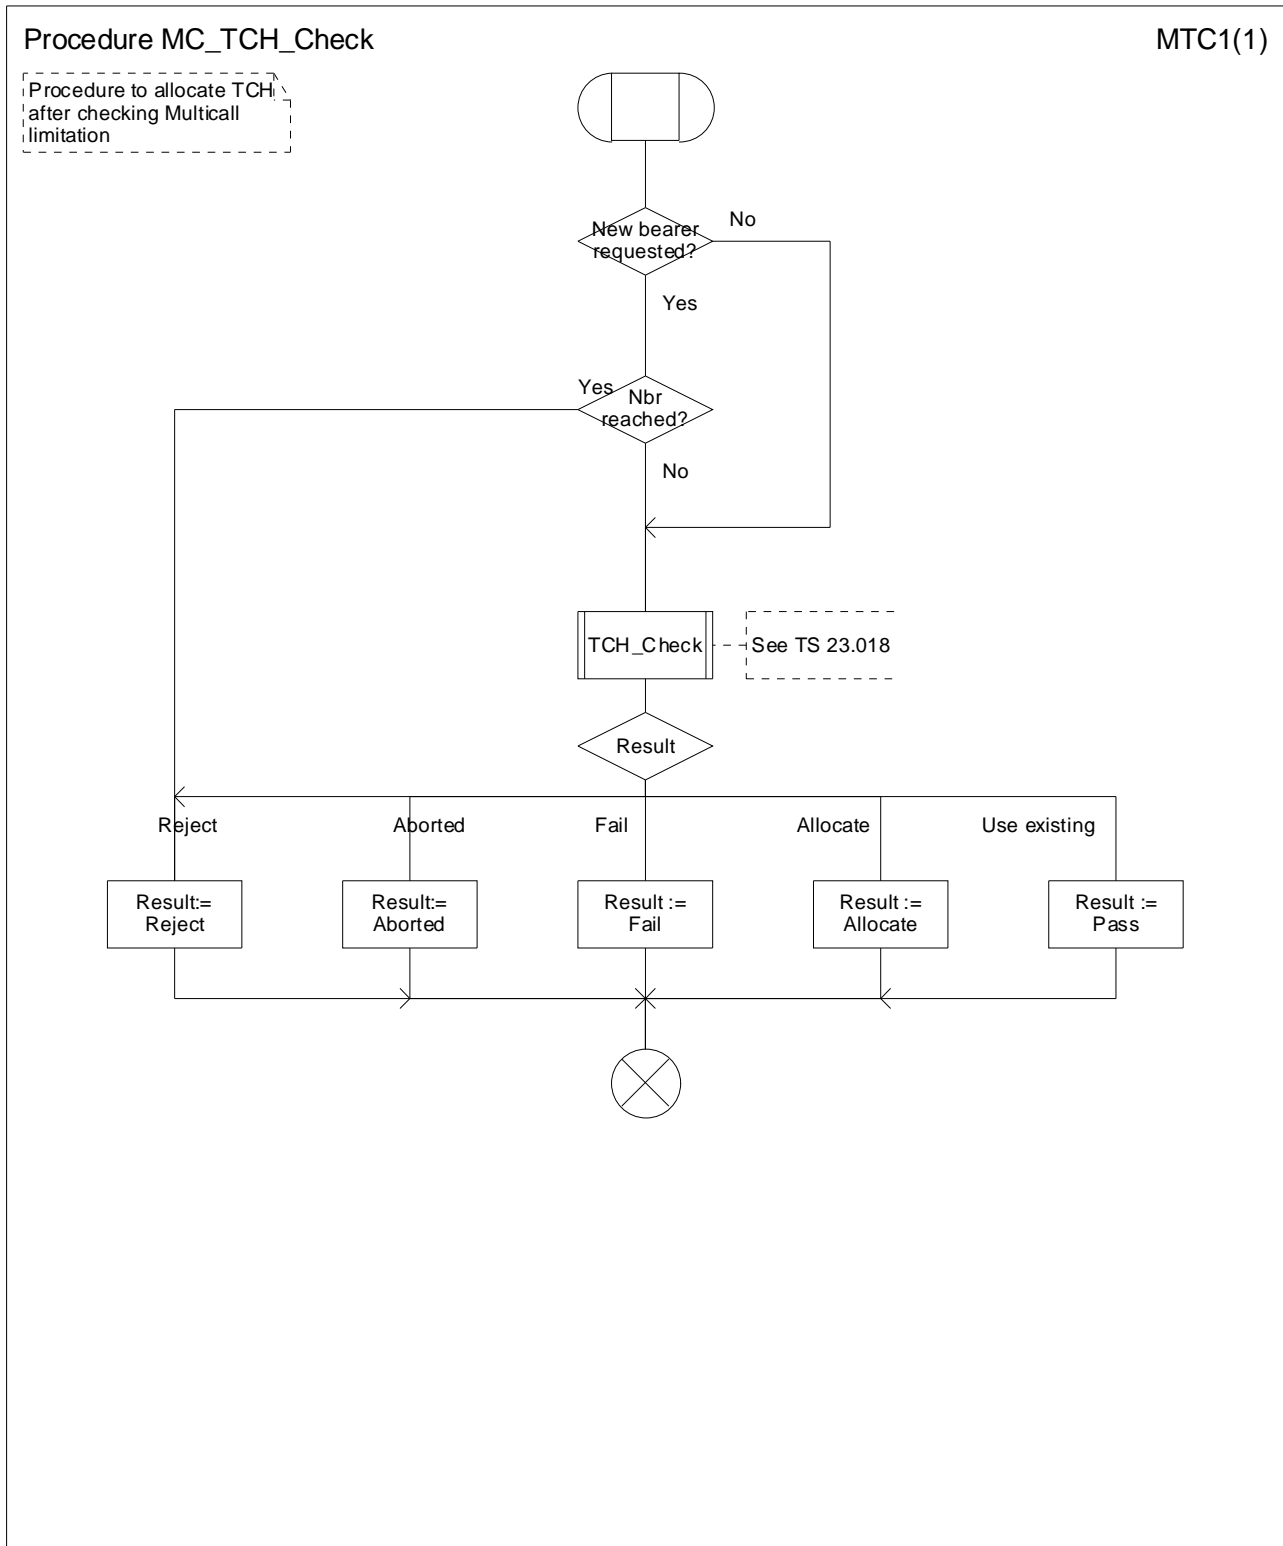 Procedure MC_TCH_Check
MTC1(1)
Procedure to allocate TCH
after checking Multicall
limitation
New bearer
requested?
No
Yes
Yes
Nbr
reached?
No
TCH_Check
See TS 23.018
Result
Reject
Aborted
Fail
Allocate
Use existing
Result:=
Reject
Result:=
Aborted
Result :=
Fail
Result :=
Allocate
Result :=
Pass